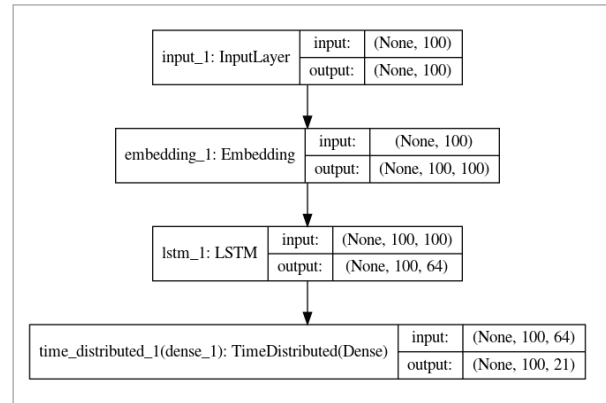 input_1: InputLayer
input: (None, 100)
output: (None, 100)
embedding_1: Embedding
input: (None, 100)
output: (None, 100, 100)
lstm_1: LSTM
input: (None, 100, 100)
output: (None, 100, 64)
time_distributed_1(dense_1): TimeDistributed(Dense)
input: (None, 100, 64)
output: (None, 100, 21)